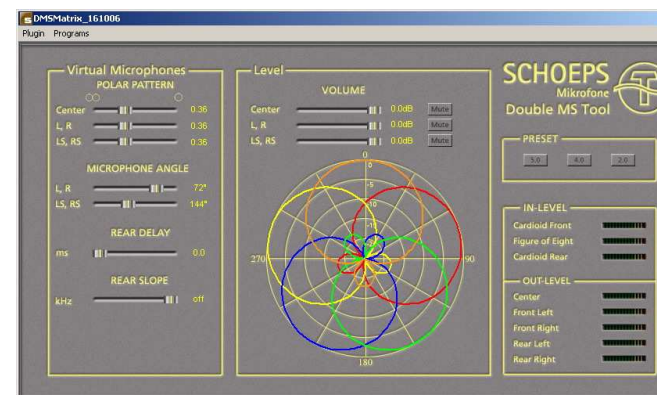 DMSMatrix_161006
Plugin Programs
Virtual Microphones
POLAR PATTERN
Center 0.36
L, R 0.36
LS, RS 0.36
MICROPHONE ANGLE
L, R 72°
LS, RS 144°
REAR DELAY
ms 0.0
REAR SLOPE
kHz off
Level
VOLUME
Center 0.0dB Mute
L, R 0.0dB Mute
LS, RS 0.0dB Mute
0
0
-5
-10
270
90
180
SCHOEPS
Mikrofone
Double MS Tool
PRESET
5.0 4.0 2.0
IN-LEVEL
Cardioid Front
Figure of Eight
Cardioid Rear
OUT-LEVEL
Center
Front Left
Front Right
Rear Left
Rear Right